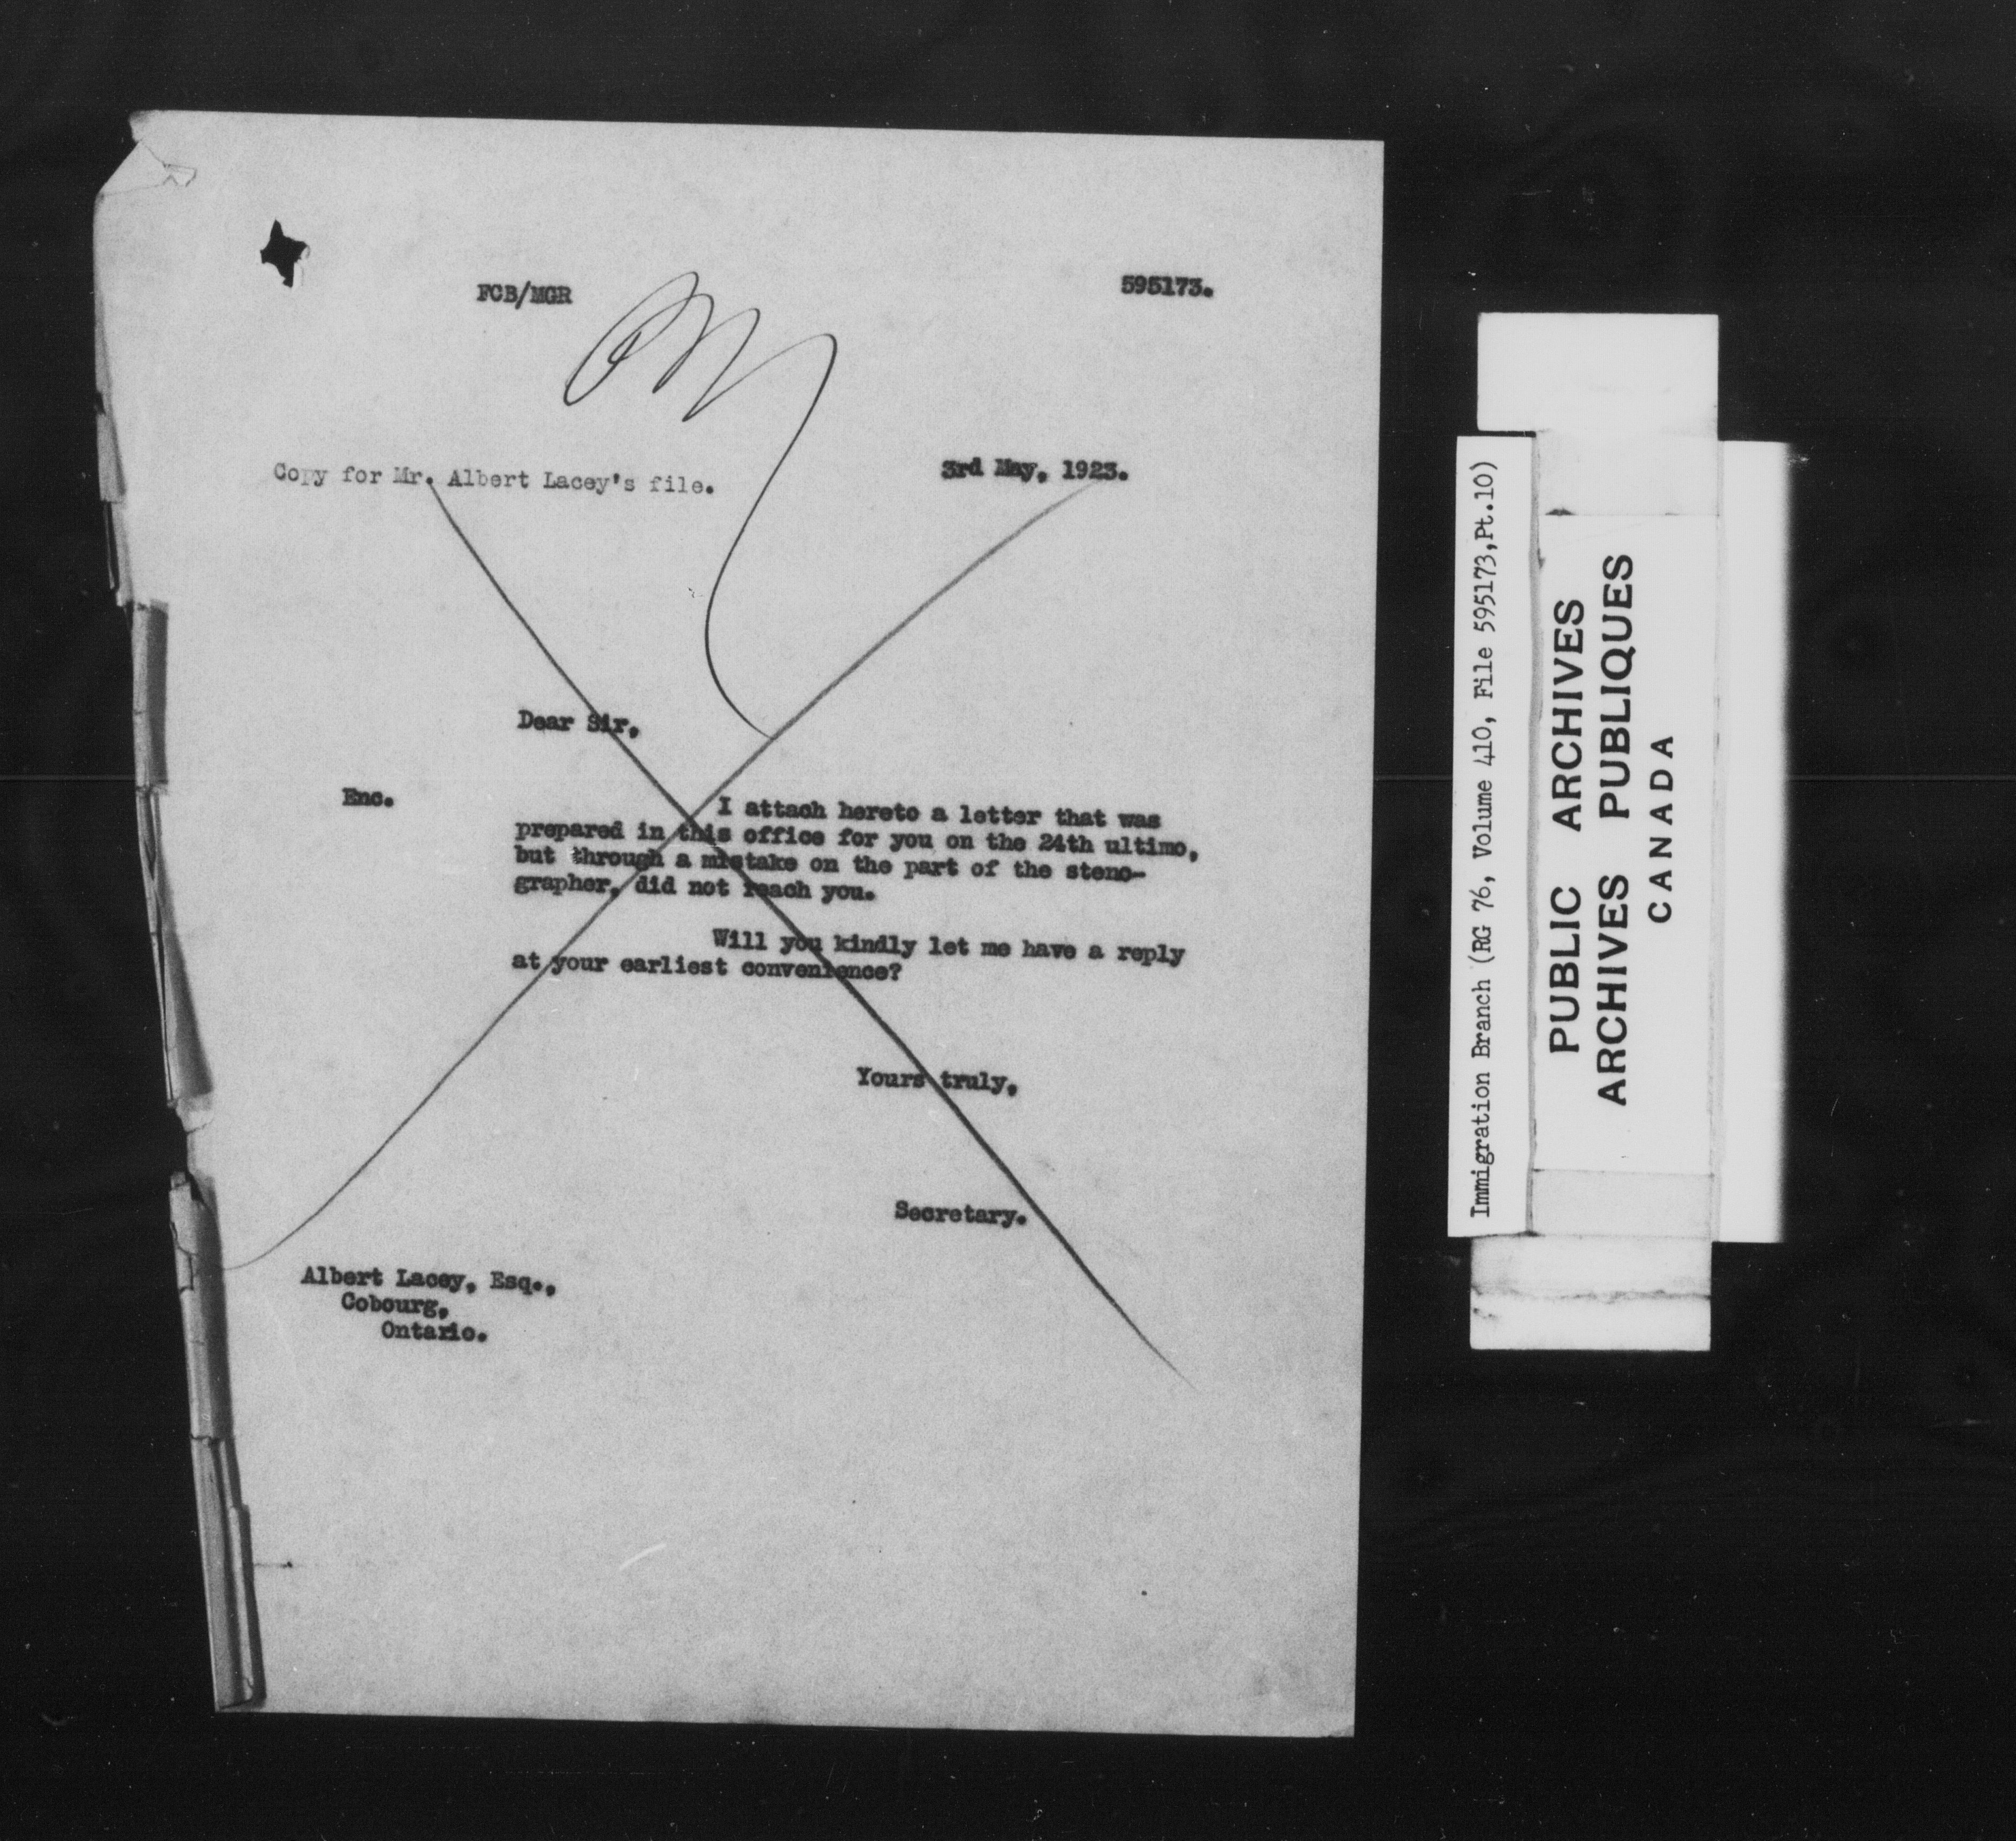 FCB/MGR
595173.
Copy for Mr. Albert Lacey's file.
3rd May, 1923.
Dear Sir,
Enc.
I attach hereto a letter that was
prepared in this office for you on the 24th ultimo,
but through a mistake on the part of the steno-
grapher, did not reach you.
Will you kindly let me have a reply
at your earliest convenience?
Yours truly,
Secretary.
Albert Lacey, Esq.,
Cobourg,
Ontario.
Immigration Branch (RG 76, Volume 410, File 595173,Pt.10)
PUBLIC ARCHIVES
ARCHIVES PUBLIQUES
CANADA